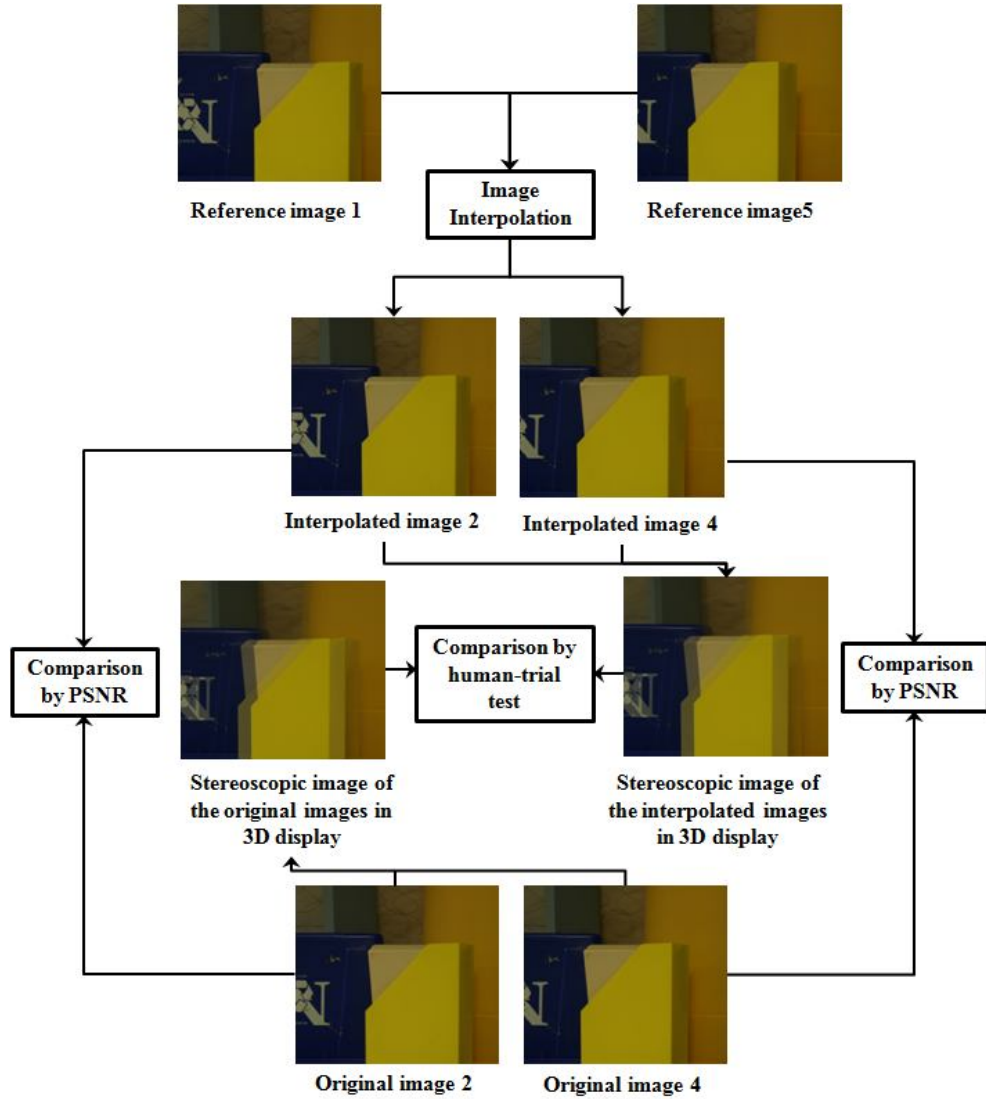 Reference image 1
Reference image5
Image
Interpolation
Interpolated image 2
Interpolated image 4
Comparison
by PSNR
Comparison by
human-trial
test
Comparison
by PSNR
Stereoscopic image of
the original images in
3D display
Stereoscopic image of
the interpolated images
in 3D display
Original image 2
Original image 4